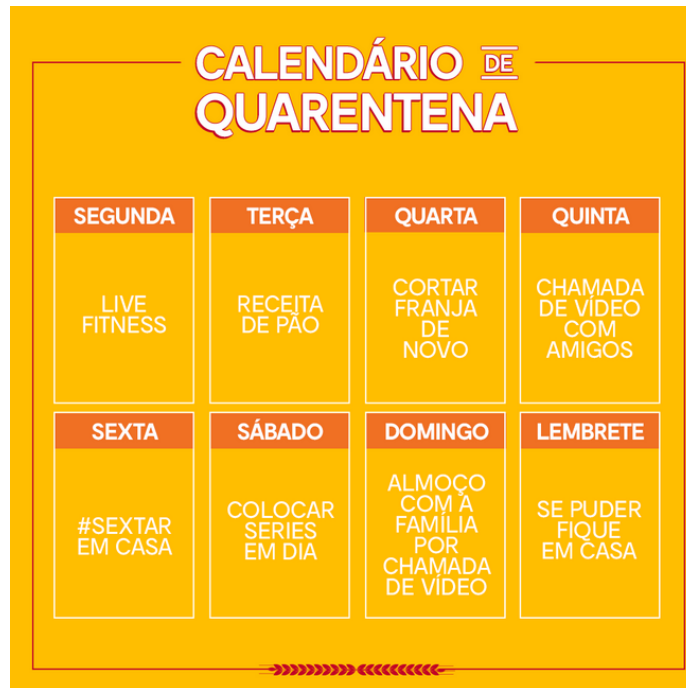 CALENDÁRIO DE
QUARENTENA
SEGUNDA
LIVE
FITNESS
TERÇA
RECEITA
DE PÃO
QUARTA
CORTAR
FRANJA
DE
NOVO
QUINTA
CHAMADA
DE VÍDEO
COM
AMIGOS
SEXTA
#SEXTAR
EM CASA
SÁBADO
COLOCAR
SERIES
EM DIA
DOMINGO
ALMOÇO
COM A
FAMÍLIA
POR
CHAMADA
DE VÍDEO
LEMBRETE
SE PUDER
FIQUE
EM CASA